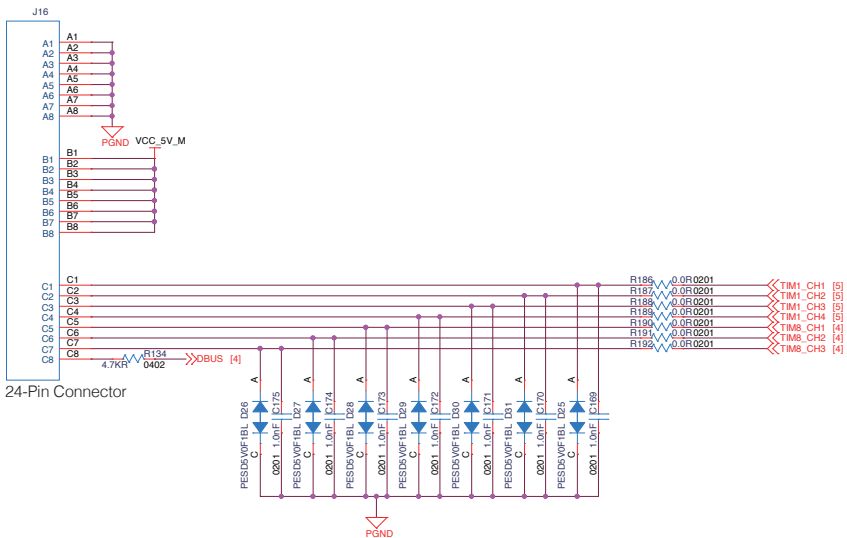 J16
A1 A1
A2 A2
A3 A3
A4 A4
A5 A5
A6 A6
A7 A7
A8 A8
PGND
VCC_5V_M
B1 B1
B2 B2
B3 B3
B4 B4
B5 B5
B6 B6
B7 B7
B8 B8
C1 C1 R186 0.0R 0201 TIM1_CH1 [5]
C2 C2 R187 0.0R 0201 TIM1_CH2 [5]
C3 C3 R188 0.0R 0201 TIM1_CH3 [5]
C4 C4 R189 0.0R 0201 TIM1_CH4 [5]
C5 C5 R190 0.0R 0201 TIM8_CH1 [4]
C6 C6 R191 0.0R 0201 TIM8_CH2 [4]
C7 C7 R192 0.0R 0201 TIM8_CH3 [4]
C8 C8 R134 DBUS [4]
4.7KR 0402
24-Pin Connector
A A A A A A A
PESD5V0F1BL D26 C 0201 1.0nF C175
PESD5V0F1BL D27 C 0201 1.0nF C174
PESD5V0F1BL D28 C 0201 1.0nF C173
PESD5V0F1BL D29 C 0201 1.0nF C172
PESD5V0F1BL D30 C 0201 1.0nF C171
PESD5V0F1BL D31 C 0201 1.0nF C170
PESD5V0F1BL D25 C 0201 1.0nF C169
PGND